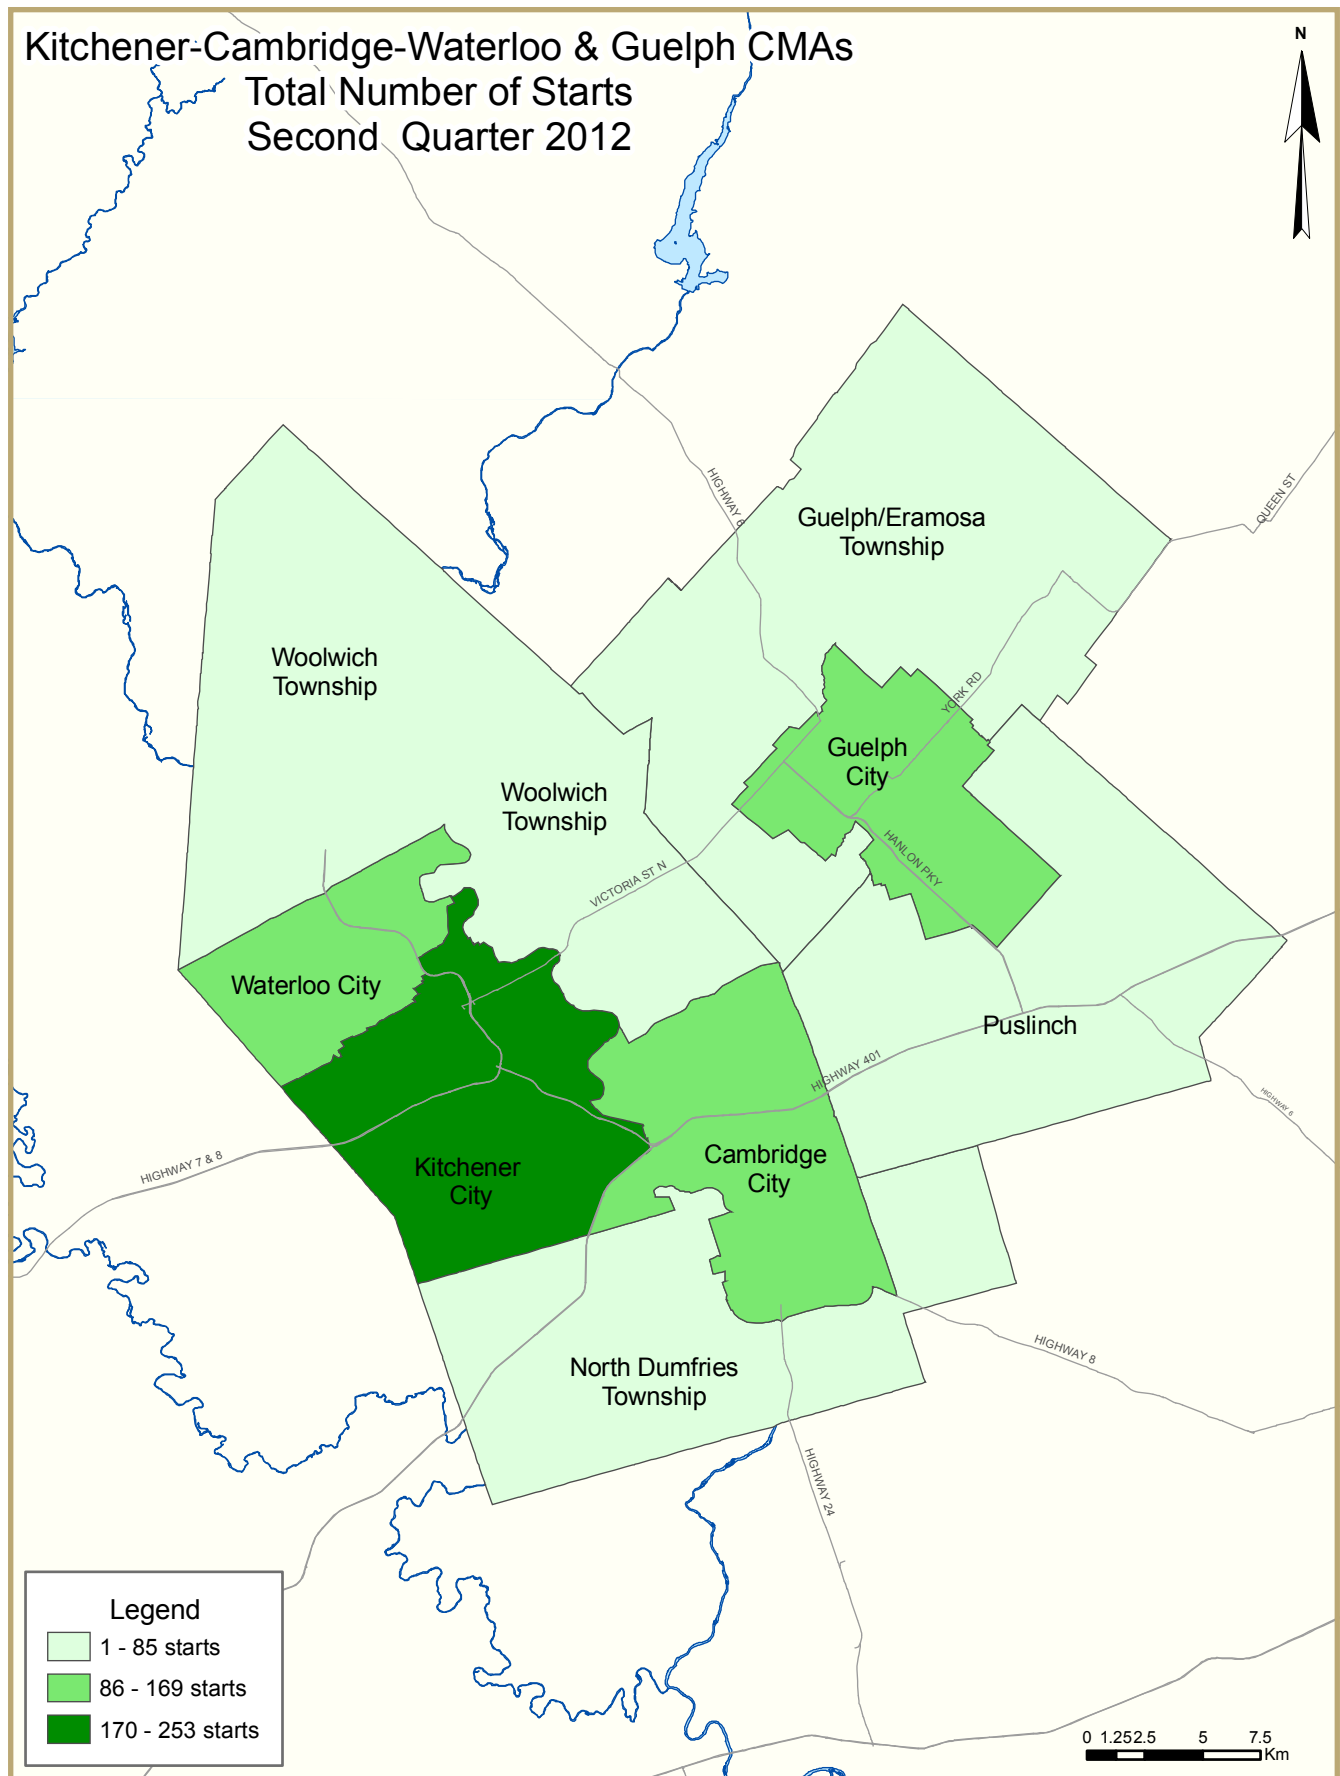 Kitchener-Cambridge-Waterloo & Guelph CMAs
Total Number of Starts
Second Quarter 2012
N
HIGHWAY 6
QUEEN ST
Guelph/Eramosa
Township
Woolwich
Township
YORK RD
Guelph
City
Woolwich
Township
HANLON PKY
VICTORIA ST N
Waterloo City
Puslinch
HIGHWAY 401
HIGHWAY 6
HIGHWAY 7 & 8
Kitchener
City
Cambridge
City
HIGHWAY 8
North Dumfries
Township
HIGHWAY 24
Legend
1 - 85 starts
86 - 169 starts
170 - 253 starts
0 1.25 2.5 5 7.5
Km